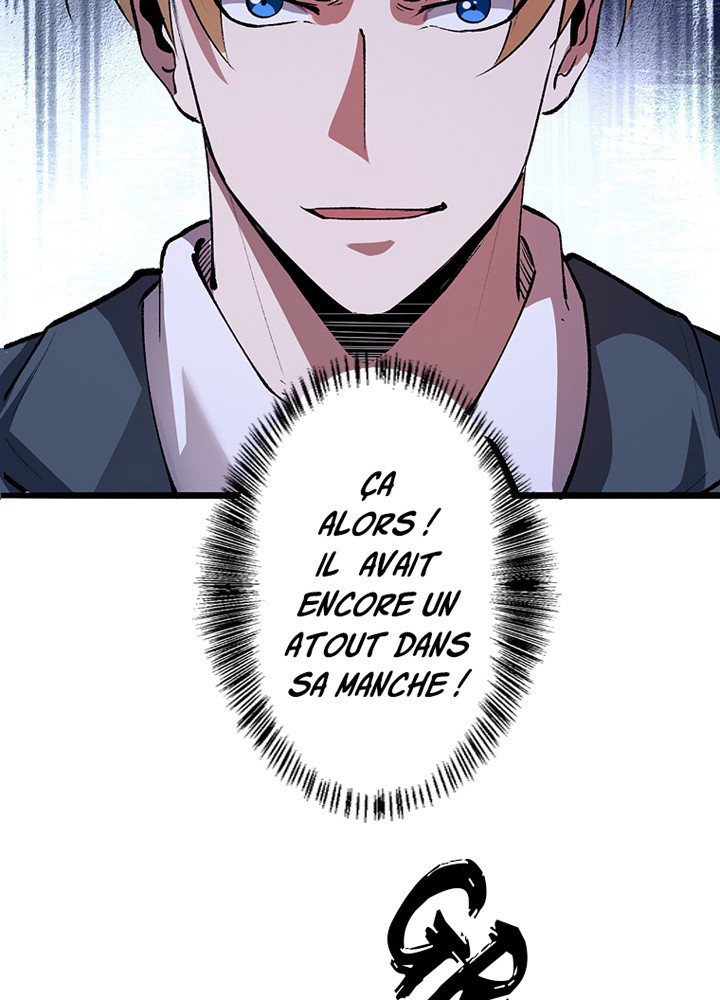 ÇA
ALORS !
IL AVAIT
ENCORE UN
ATOUT DANS
SA MANCHE !